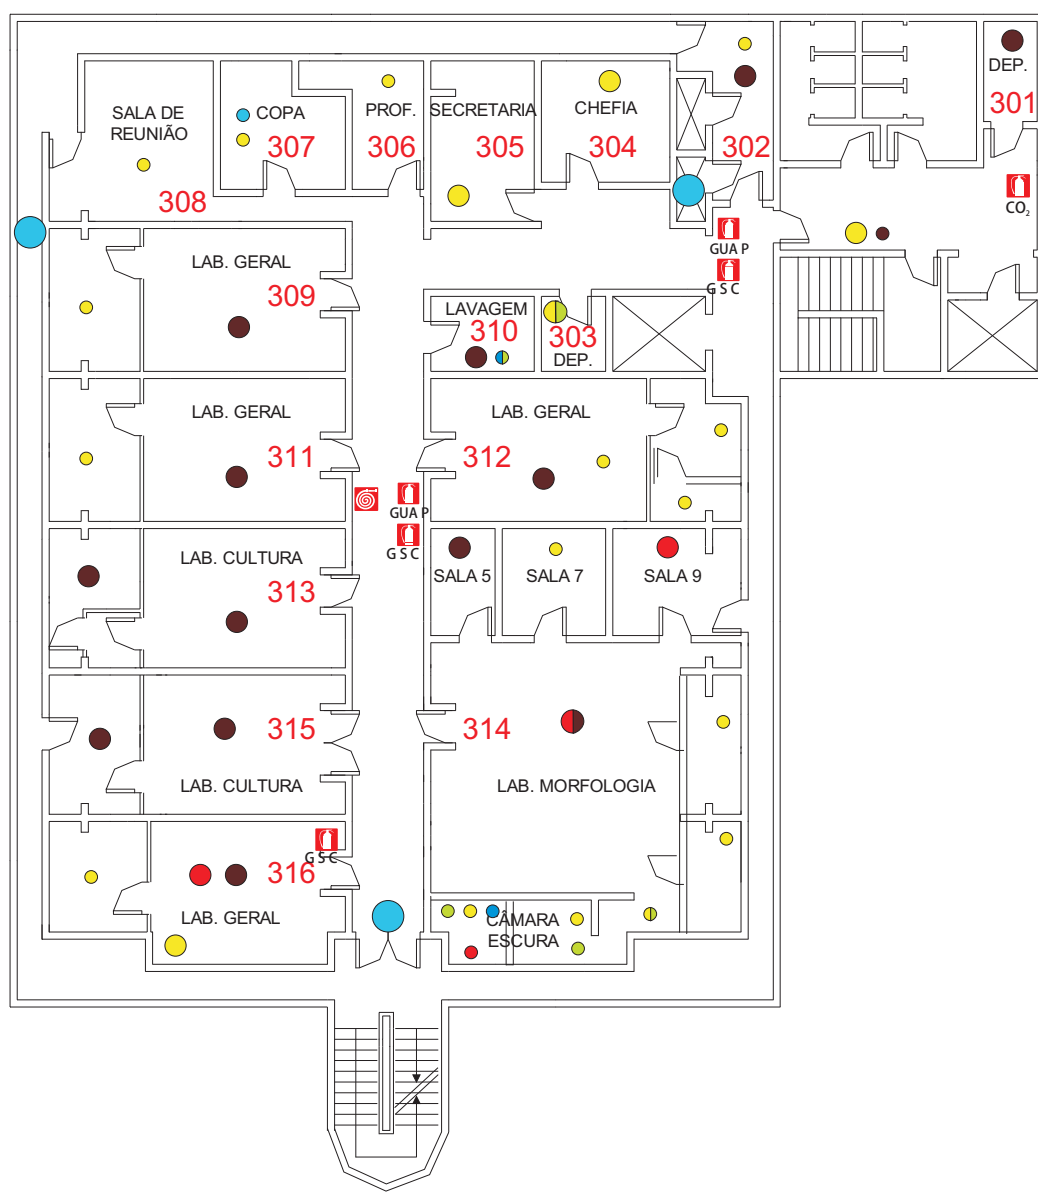 DEP.
301
SALA DE
REUNIÃO
308
COPA
307
PROF.
306
SECRETARIA
305
CHEFIA
304
302
CO2
GUA P
G S C
LAB. GERAL
309
LAVAGEM
310
303
DEP.
LAB. GERAL
311
LAB. GERAL
312
GUA P
G S C
LAB. CULTURA
313
SALA 5
SALA 7
SALA 9
315
LAB. CULTURA
314
LAB. MORFOLOGIA
G S C
316
LAB. GERAL
CÂMARA
ESCURA